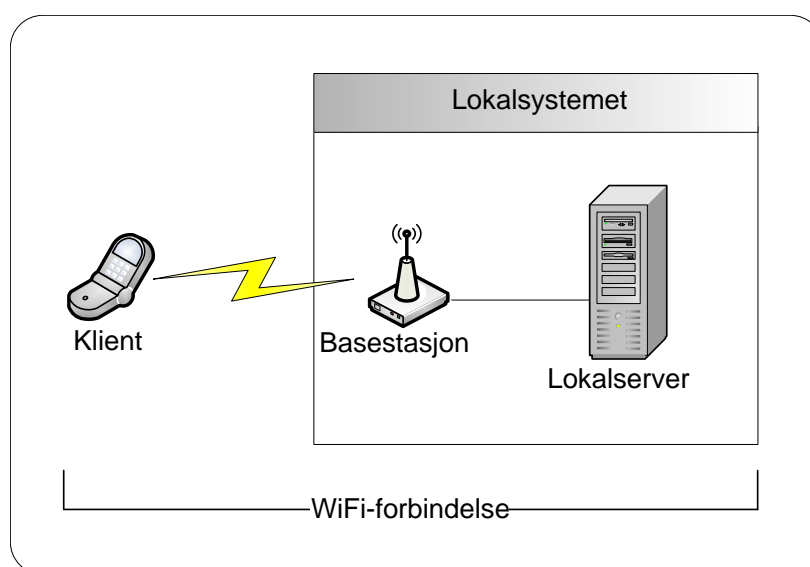 Lokalsystemet
Klient
Basestasjon
Lokalserver
WiFi-forbindelse